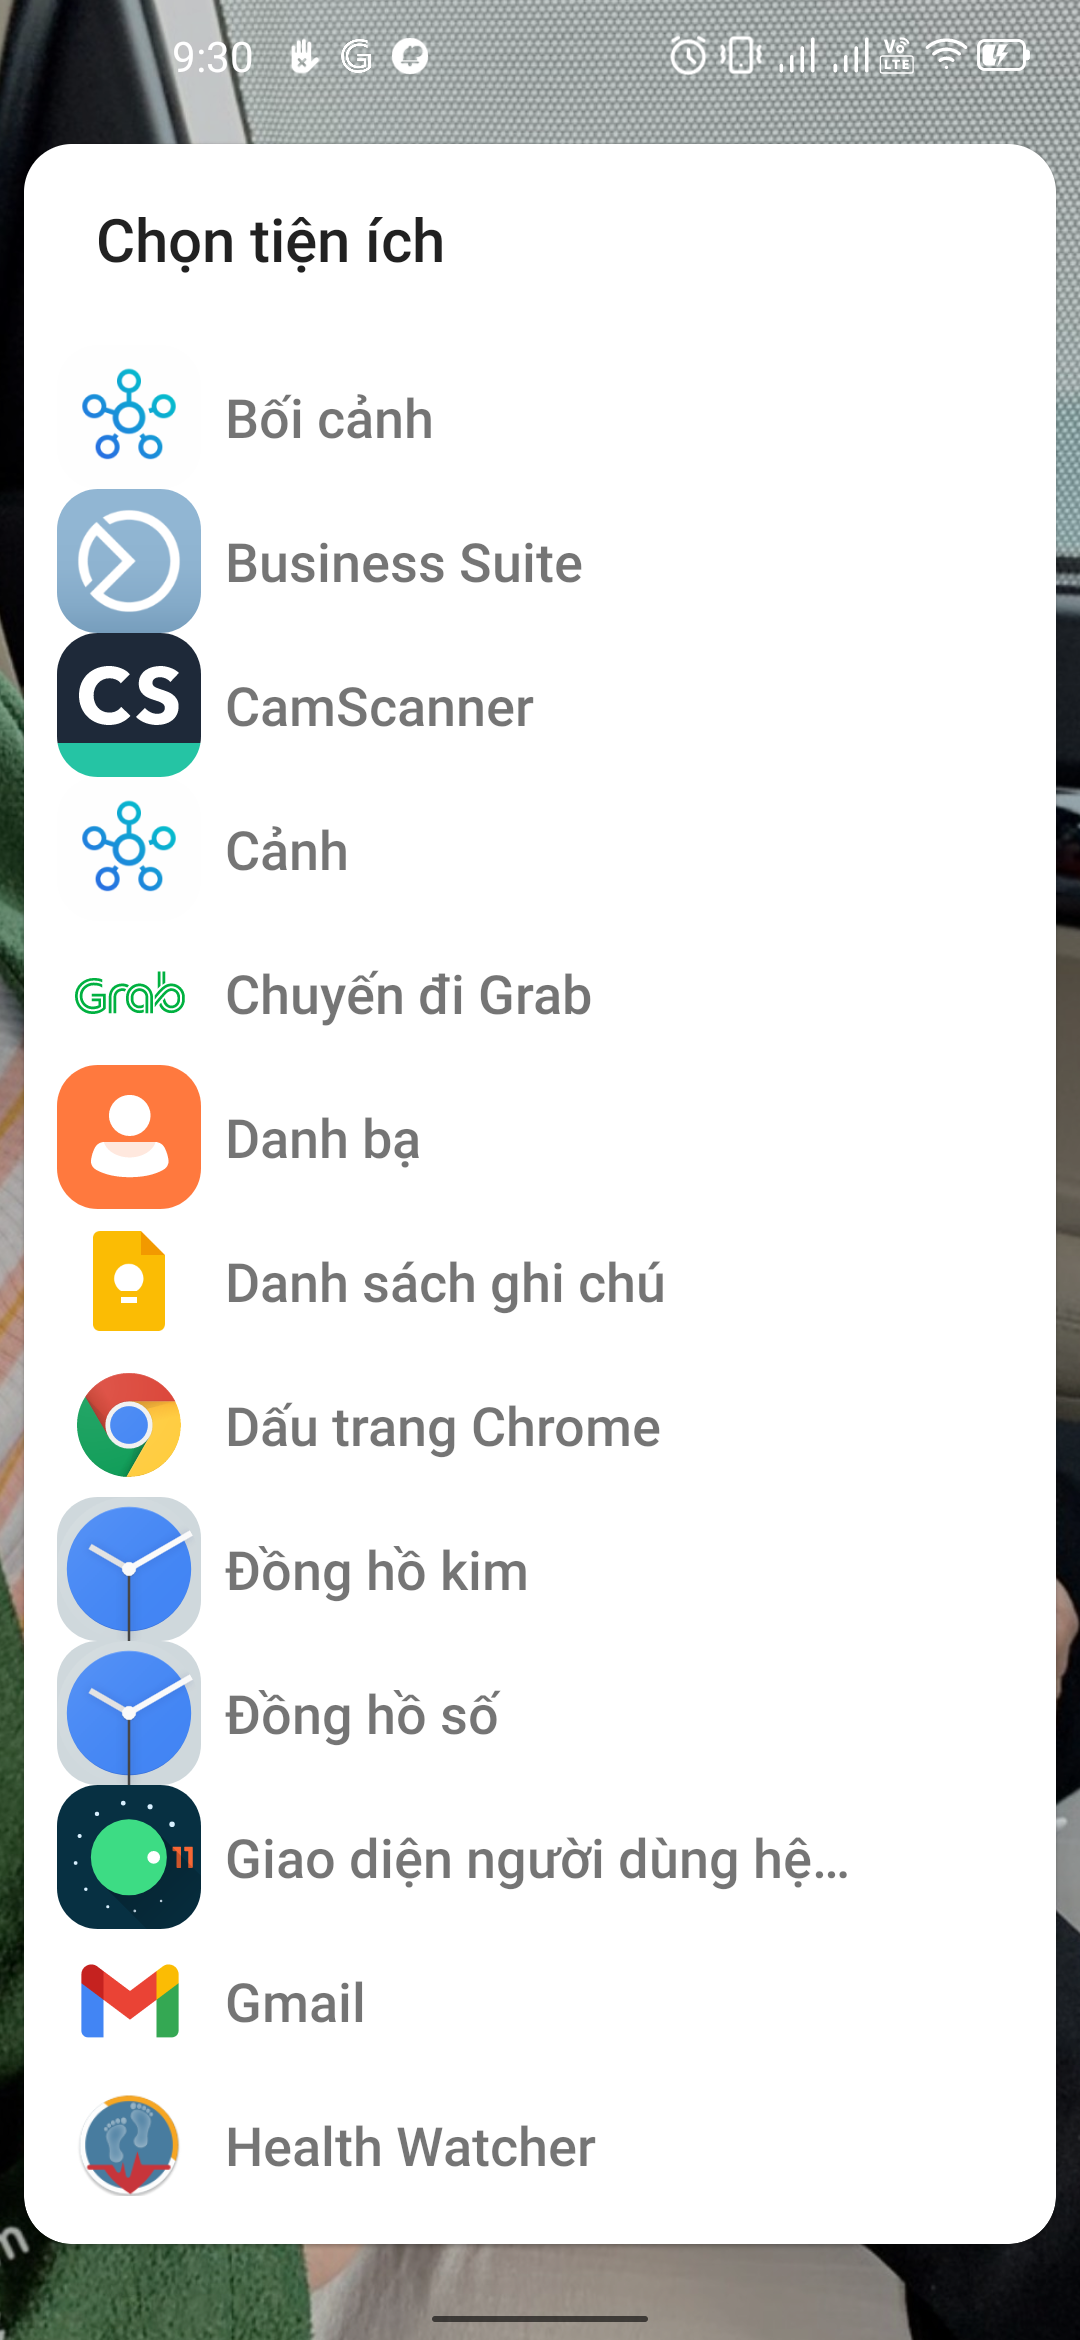 9:30
Vo
LTE
Chọn tiện ích
Bối cảnh
Business Suite
CS
CamScanner
Cảnh
Grab
Chuyến đi Grab
Danh bạ
Danh sách ghi chú
Dấu trang Chrome
Đồng hồ kim
Đồng hồ số
11
Giao diện người dùng hệ...
Gmail
Health Watcher